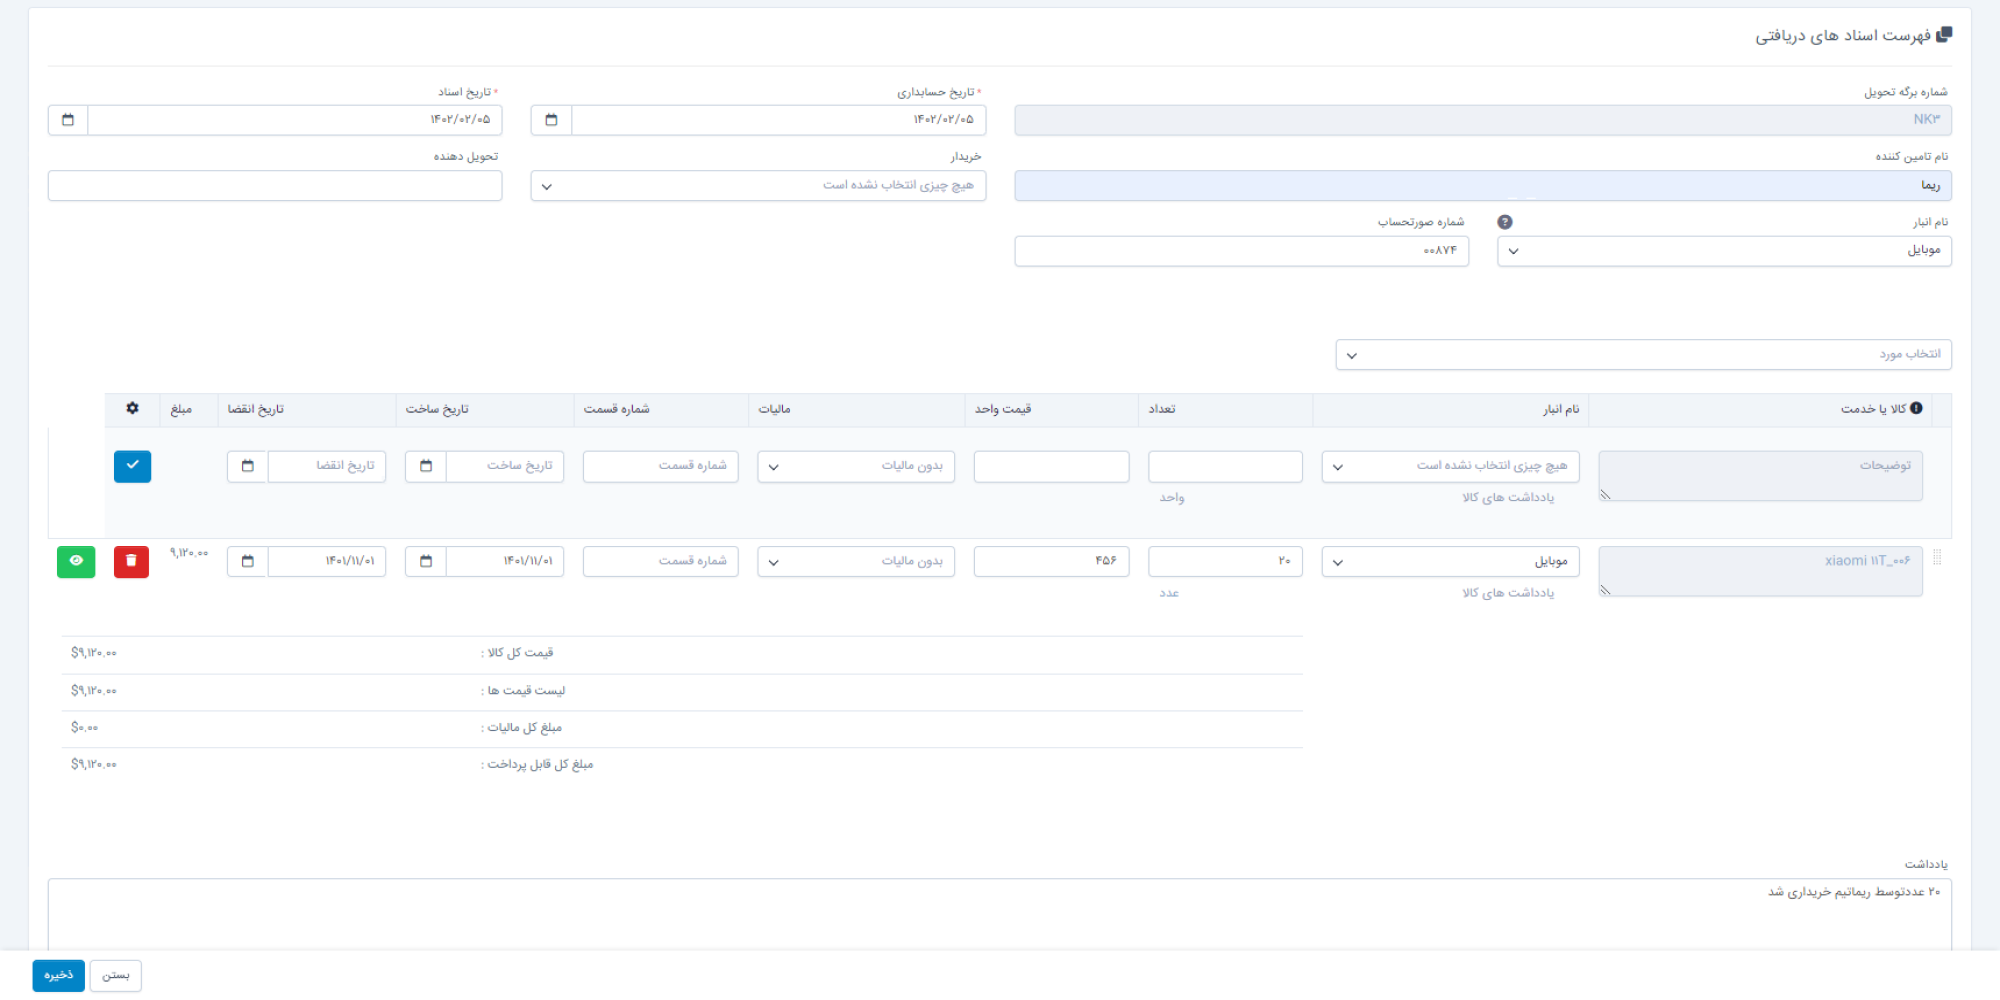 فهرست اسناد های دریافتی
شماره برگه تحویل
* تاریخ حسابداری
* تاریخ اسناد
NK۳
۱۴۰۲/۰۲/۰۵
۱۴۰۲/۰۲/۰۵
نام تامین کننده
خریدار
تحویل دهنده
ریما
هیچ چیزی انتخاب نشده است
نام انبار
شماره صورتحساب
موبایل
۰۰۸۷۴
انتخاب مورد
کالا یا خدمت
نام انبار
تعداد
قیمت واحد
مالیات
شماره قسمت
تاریخ ساخت
تاریخ انقضا
مبلغ
توضیحات
هیچ چیزی انتخاب نشده است
بدون مالیات
شماره قسمت
تاریخ ساخت
تاریخ انقضا
یادداشت های کالا
واحد
xiaomi ۱۱T_۰۰۶
موبایل
۲۰
۴۵۶
بدون مالیات
شماره قسمت
۱۴۰۱/۱۱/۰۱
۱۴۰۱/۱۱/۰۱
۹,۱۲۰.۰۰
یادداشت های کالا
عدد
قیمت کل کالا :
$۹,۱۲۰.۰۰
لیست قیمت ها :
$۹,۱۲۰.۰۰
مبلغ کل مالیات :
$۰.۰۰
مبلغ کل قابل پرداخت :
$۹,۱۲۰.۰۰
یادداشت
۲۰ عددتوسط ریماتیم خریداری شد
بستن
ذخیره